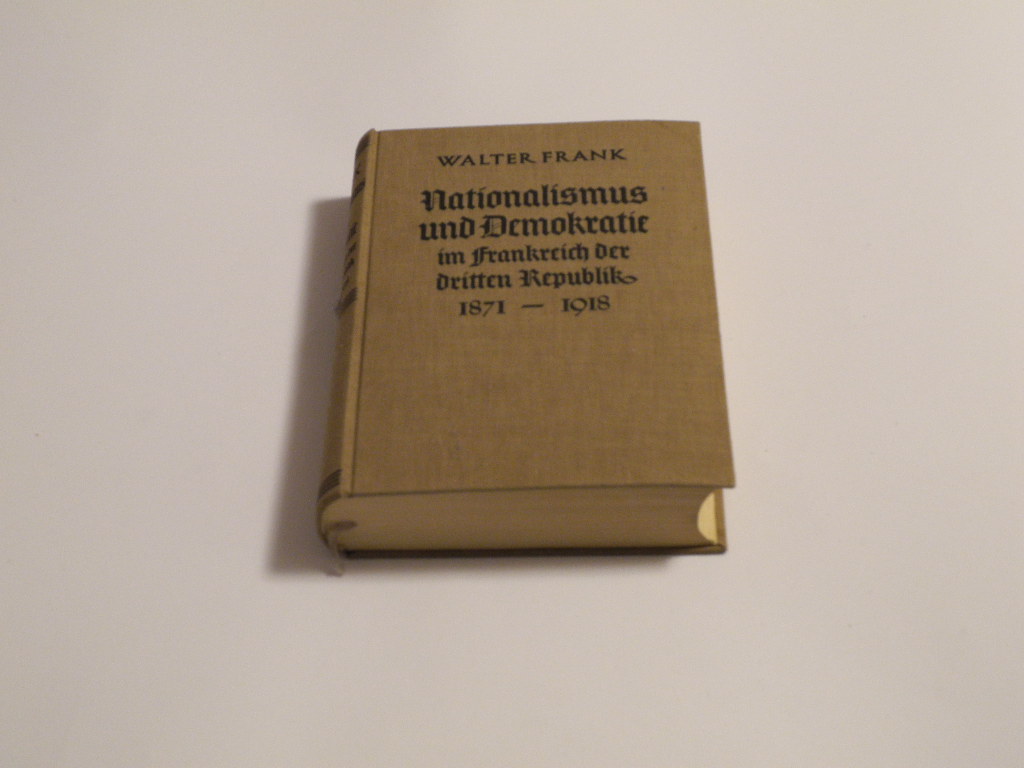 WALTER FRANK
Nationalismus
und Demokratie
im Frankreich der
dritten Republik
1871 — 1918